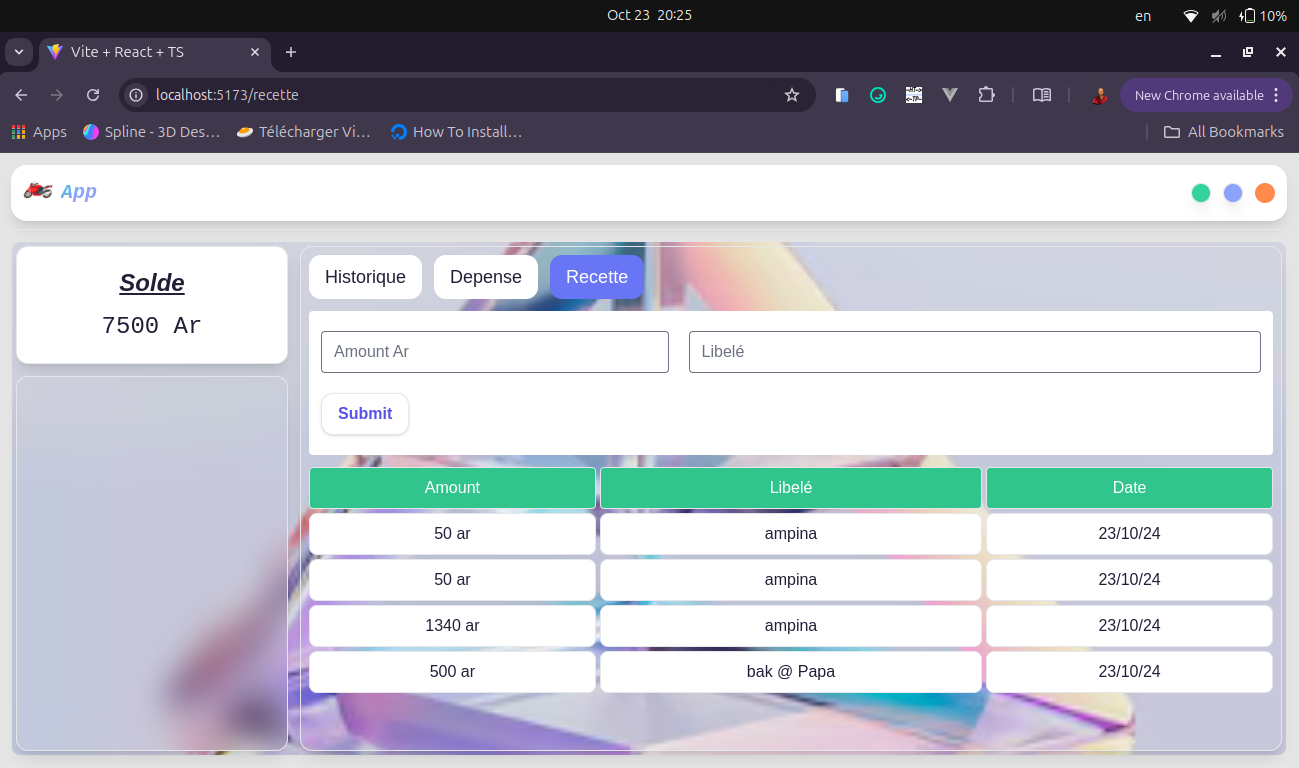 Oct 23 20:25
en
10%
Vite + React + TS
localhost:5173/recette
New Chrome available
Apps
Spline - 3D Des...
Télécharger Vi...
How To Install...
All Bookmarks
App
Solde
7500 Ar
Historique
Depense
Recette
Amount Ar
Libelé
Submit
Amount Libelé Date
50 ar ampina 23/10/24
50 ar ampina 23/10/24
1340 ar ampina 23/10/24
500 ar bak @ Papa 23/10/24